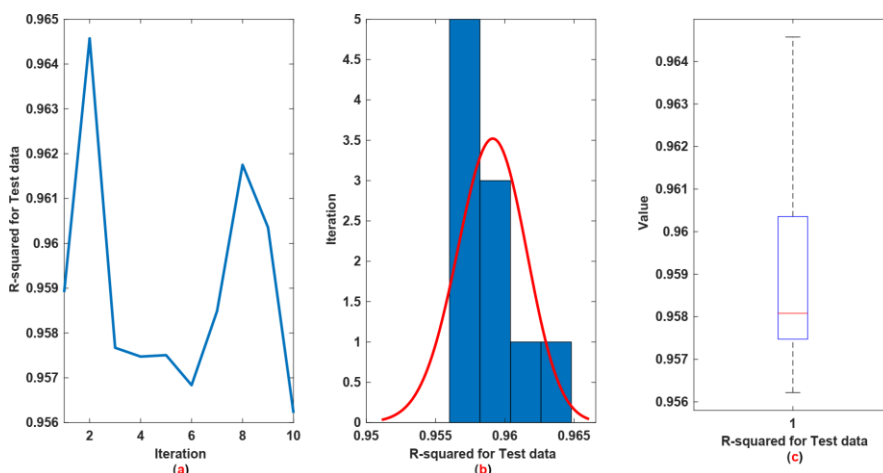 0.965
0.964
0.963
0.962
0.961
0.96
0.959
0.958
0.957
0.956
R-squared for Test data
2 4 6 8 10
Iteration
(a)
5
4.5
4
3.5
3
2.5
2
1.5
1
0.5
0
Iteration
0.95 0.955 0.96 0.965
R-squared for Test data
(b)
0.964
0.963
0.962
0.961
0.96
0.959
0.958
0.957
0.956
Value
1
R-squared for Test data
(c)